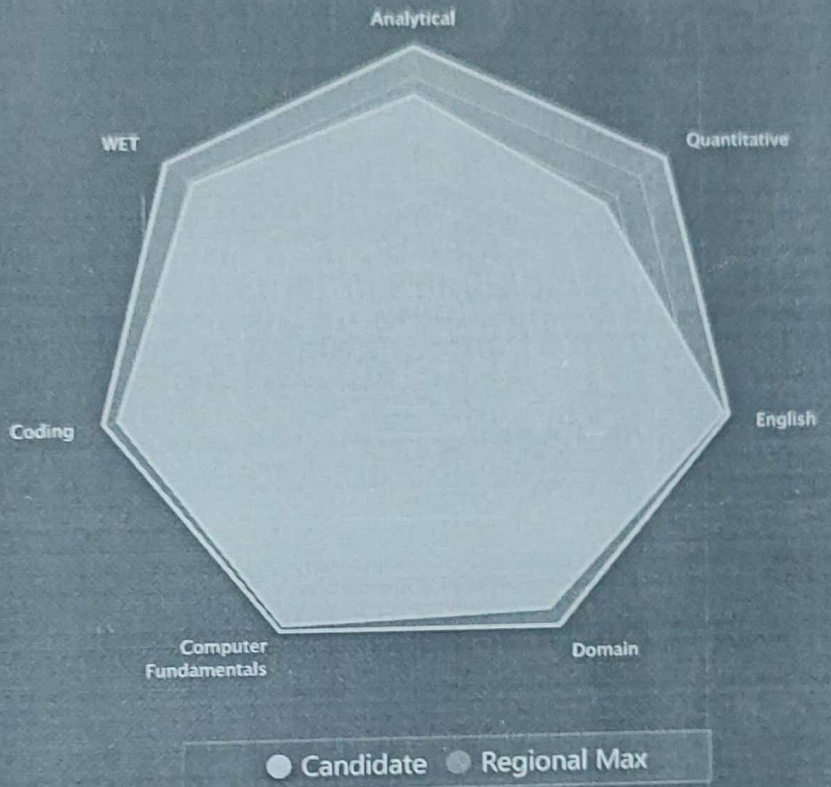 Analytical
WET
Quantitative
Coding
English
Computer
Fundamentals
Domain
Candidate Regional Max